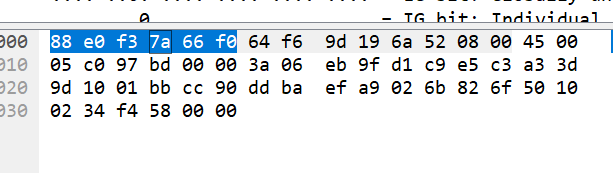 0 – IG bit: Individual
000 88 e0 f3 7a 66 f0 64 f6 9d 19 6a 52 08 00 45 00
010 05 c0 97 bd 00 00 3a 06 eb 9f d1 c9 e5 c3 a3 3d
020 9d 10 01 bb cc 90 dd ba ef a9 02 6b 82 6f 50 10
030 02 34 f4 58 00 00